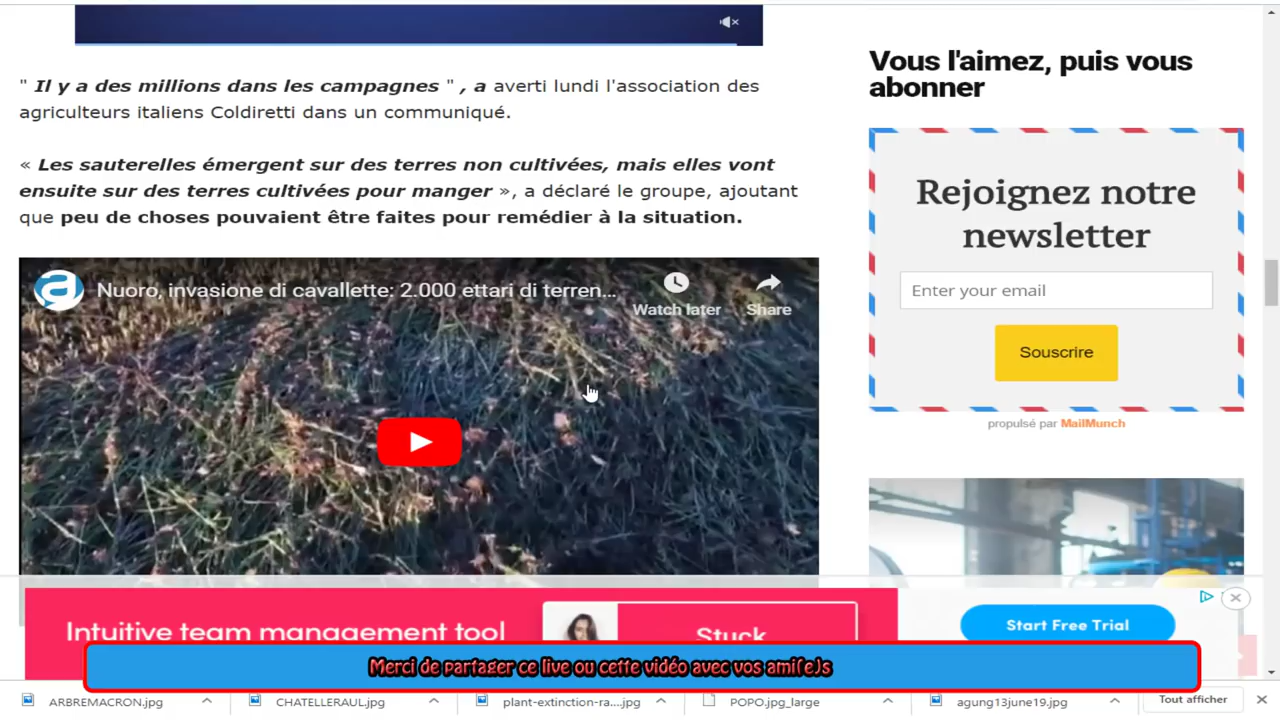 " Il y a des millions dans les campagnes " , a averti lundi l'association des
agriculteurs italiens Coldiretti dans un communiqué.
« Les sauterelles émergent sur des terres non cultivées, mais elles vont
ensuite sur des terres cultivées pour manger », a déclaré le groupe, ajoutant
que peu de choses pouvaient être faites pour remédier à la situation.
Nuoro, invasione di cavallette: 2.000 ettari di terren...
Watch later
Share
Vous l'aimez, puis vous
abonner
Rejoignez notre
newsletter
Enter your email
Souscrire
propulsé par MailMunch
Intuitive team management tool
Stuck
Start Free Trial
Merci de partager ce live ou cette vidéo avec vos ami(e)s
ARBREMACRON.jpg
CHATELLERAUL.jpg
plant-extinction-ra....jpg
POPO.jpg_large
agung13june19.jpg
Tout afficher